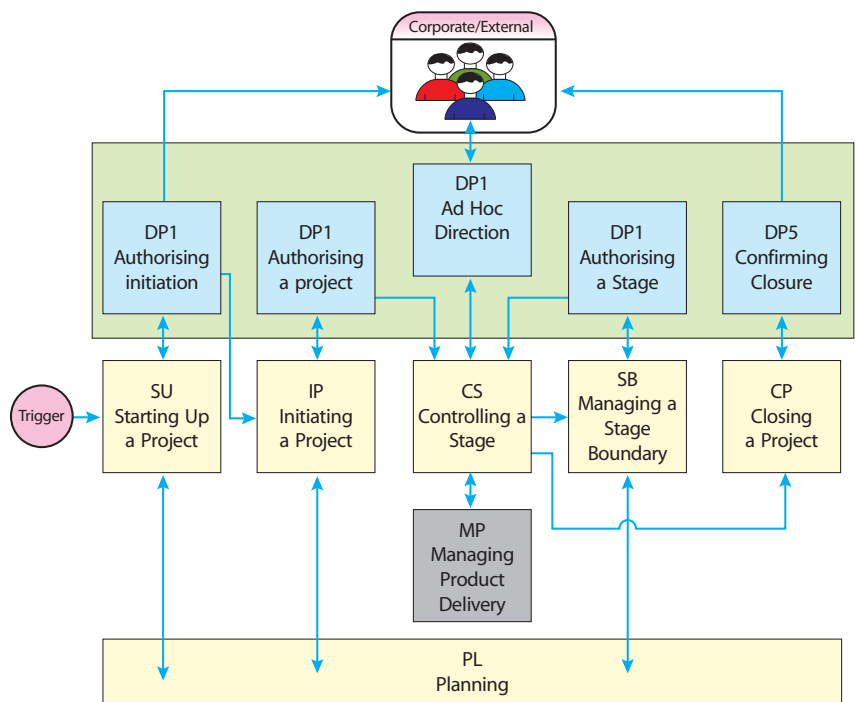 Corporate/External
DP1
Authorising
initiation
DP1
Authorising
a project
DP1
Ad Hoc
Direction
DP1
Authorising
a Stage
DP5
Confirming
Closure
Trigger
SU
Starting Up
a Project
IP
Initiating
a Project
CS
Controlling a
Stage
SB
Managing a
Stage
Boundary
CP
Closing
a Project
MP
Managing
Product
Delivery
PL
Planning